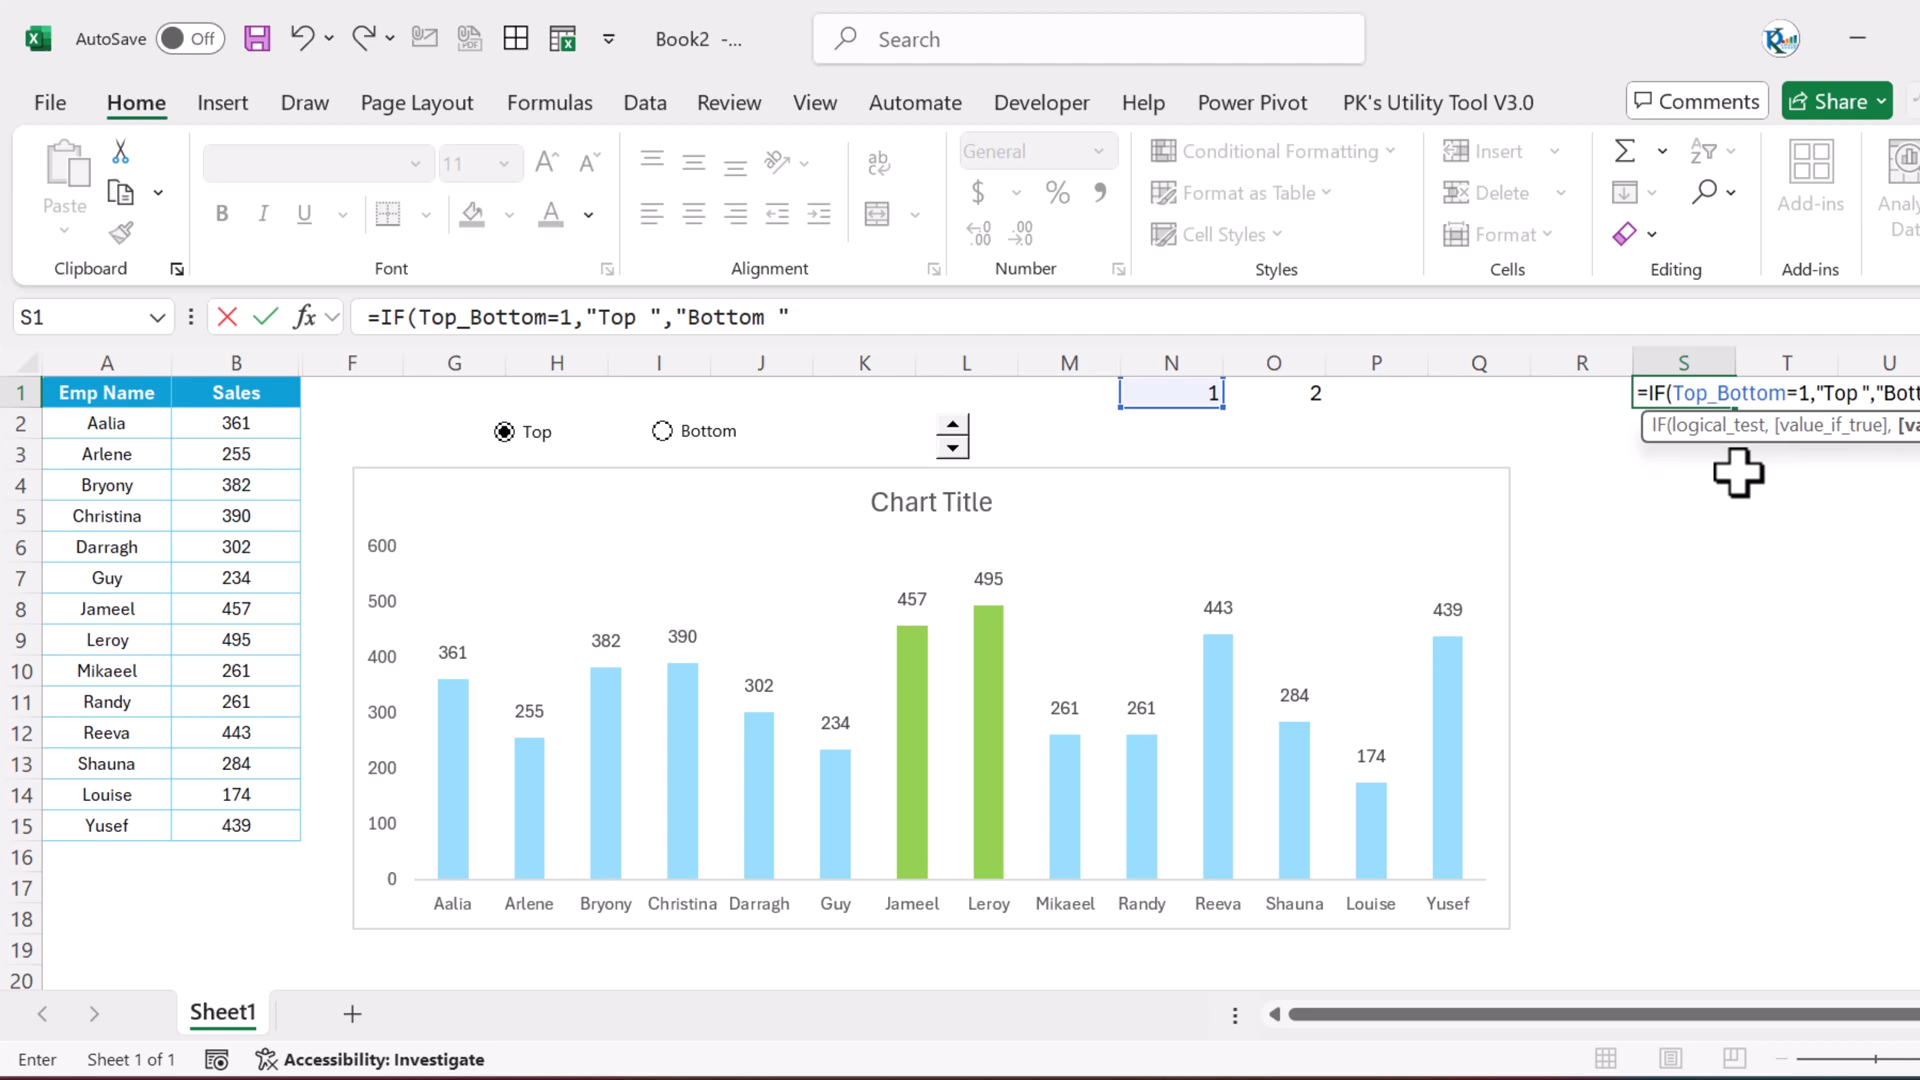 AutoSave Off Book2 -... Search
File Home Insert Draw Page Layout Formulas Data Review View Automate Developer Help Power Pivot PK's Utility Tool V3.0 Comments Share
Paste 11 General Conditional Formatting Insert
Format as Table Delete Add-ins
Cell Styles Format
Clipboard Font Alignment Number Styles Cells Editing Add-ins
S1 fx =IF(Top_Bottom=1,"Top ","Bottom "
A B F G H I J K L M N O P Q R S T U
1 Emp Name Sales 1 2 =IF(Top_Bottom=1,"Top ","Bott
IF(logical_test, [value_if_true], [va
2 Aalia 361
Top Bottom
3 Arlene 255
4 Bryony 382
5 Christina 390
6 Darragh 302
7 Guy 234
8 Jameel 457
9 Leroy 495
10 Mikaeel 261
11 Randy 261
12 Reeva 443
13 Shauna 284
14 Louise 174
15 Yusef 439
16
17
18
19
20
Chart Title
600
500
400
300
200
100
0
361 255 382 390 302 234 457 495 261 261 443 284 174 439
Aalia Arlene Bryony Christina Darragh Guy Jameel Leroy Mikaeel Randy Reeva Shauna Louise Yusef
Sheet1
Enter Sheet 1 of 1 Accessibility: Investigate